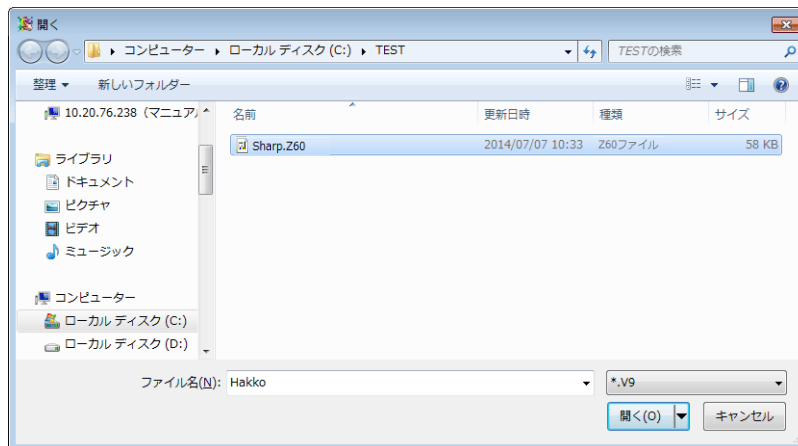 開く
コンピューター ▸ ローカル ディスク (C:) ▸ TEST
TESTの検索
整理 新しいフォルダー
名前 更新日時 種類 サイズ
10.20.76.238 (マニュアル
Sharp.Z60 2014/07/07 10:33 Z60ファイル 58 KB
ライブラリ
ドキュメント
ピクチャ
ビデオ
ミュージック
コンピューター
ローカル ディスク (C:)
ローカル ディスク (D:)
ファイル名(N): Hakko *.V9
開く(O) キャンセル